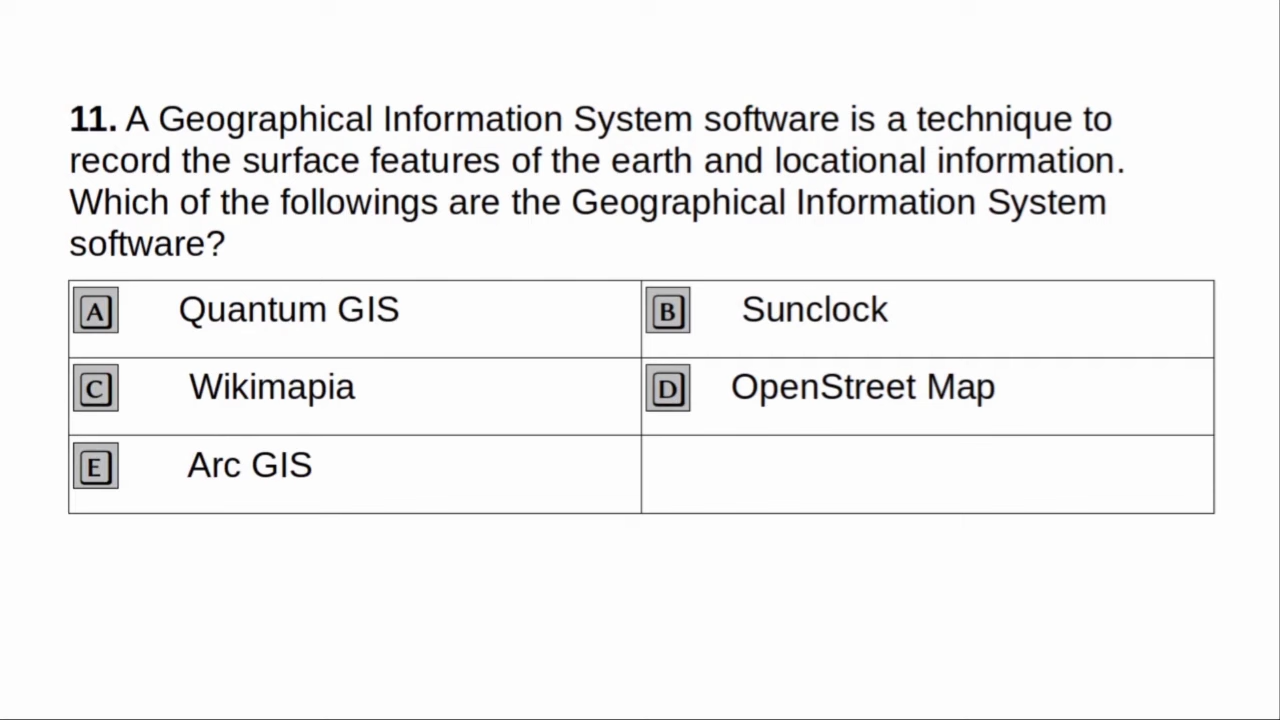 11. A Geographical Information System software is a technique to
record the surface features of the earth and locational information.
Which of the followings are the Geographical Information System
software?
A Quantum GIS
B Sunclock
C Wikimapia
D OpenStreet Map
E Arc GIS